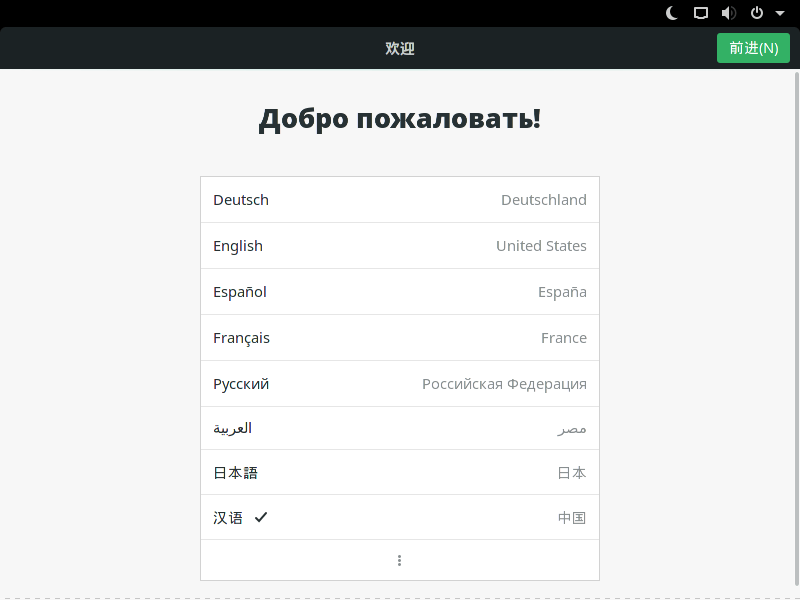 欢迎
前进(N)
Добро пожаловать!
Deutsch Deutschland
English United States
Español España
Français France
Русский Российская Федерация
العربية مصر
日本語 日本
汉语 中国